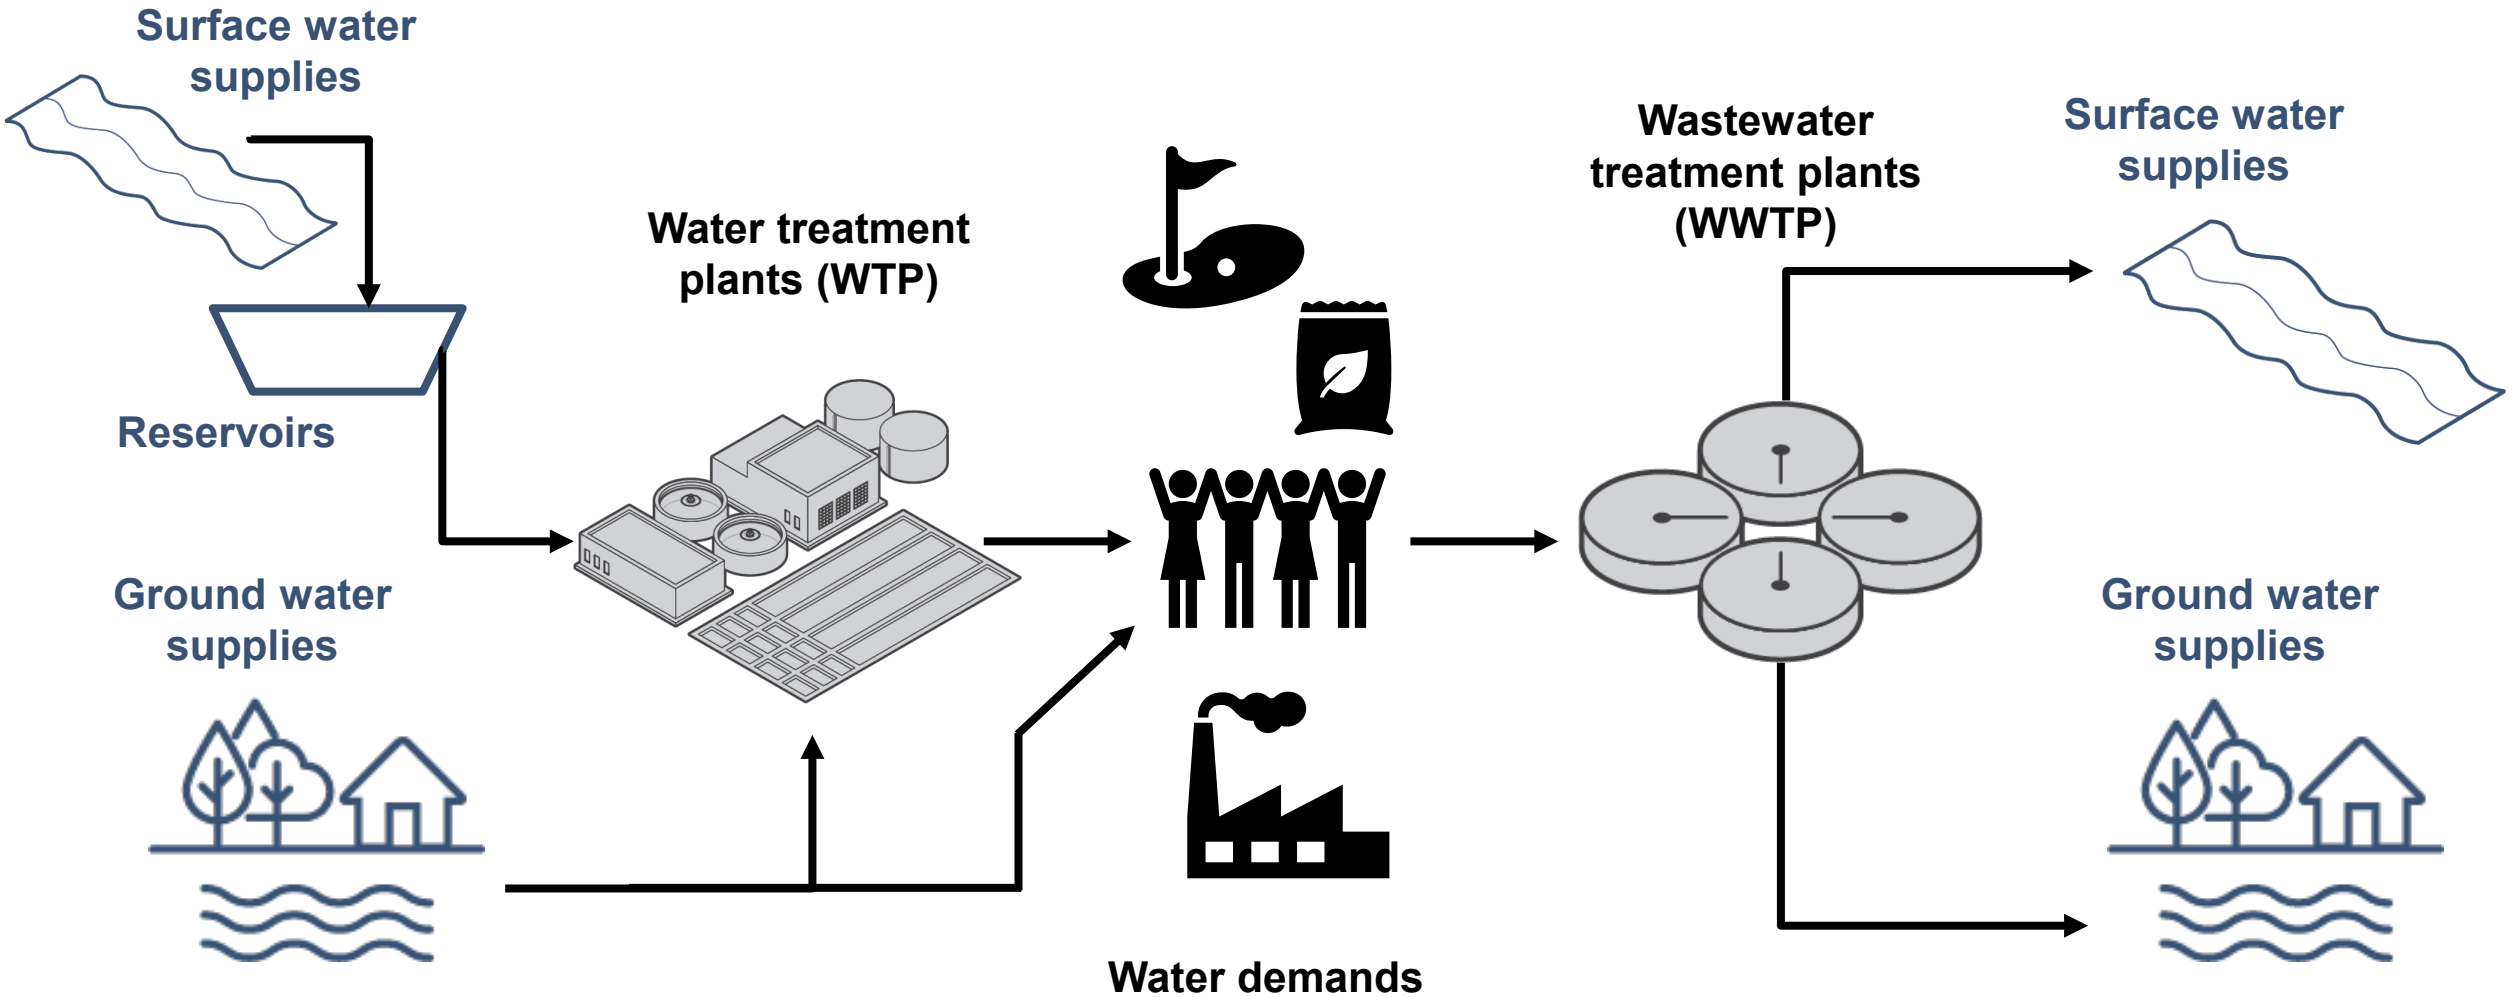 Surface water
supplies
Reservoirs
Ground water
supplies
Water treatment
plants (WTP)
Water demands
Wastewater
treatment plants
(WWTP)
Surface water
supplies
Ground water
supplies